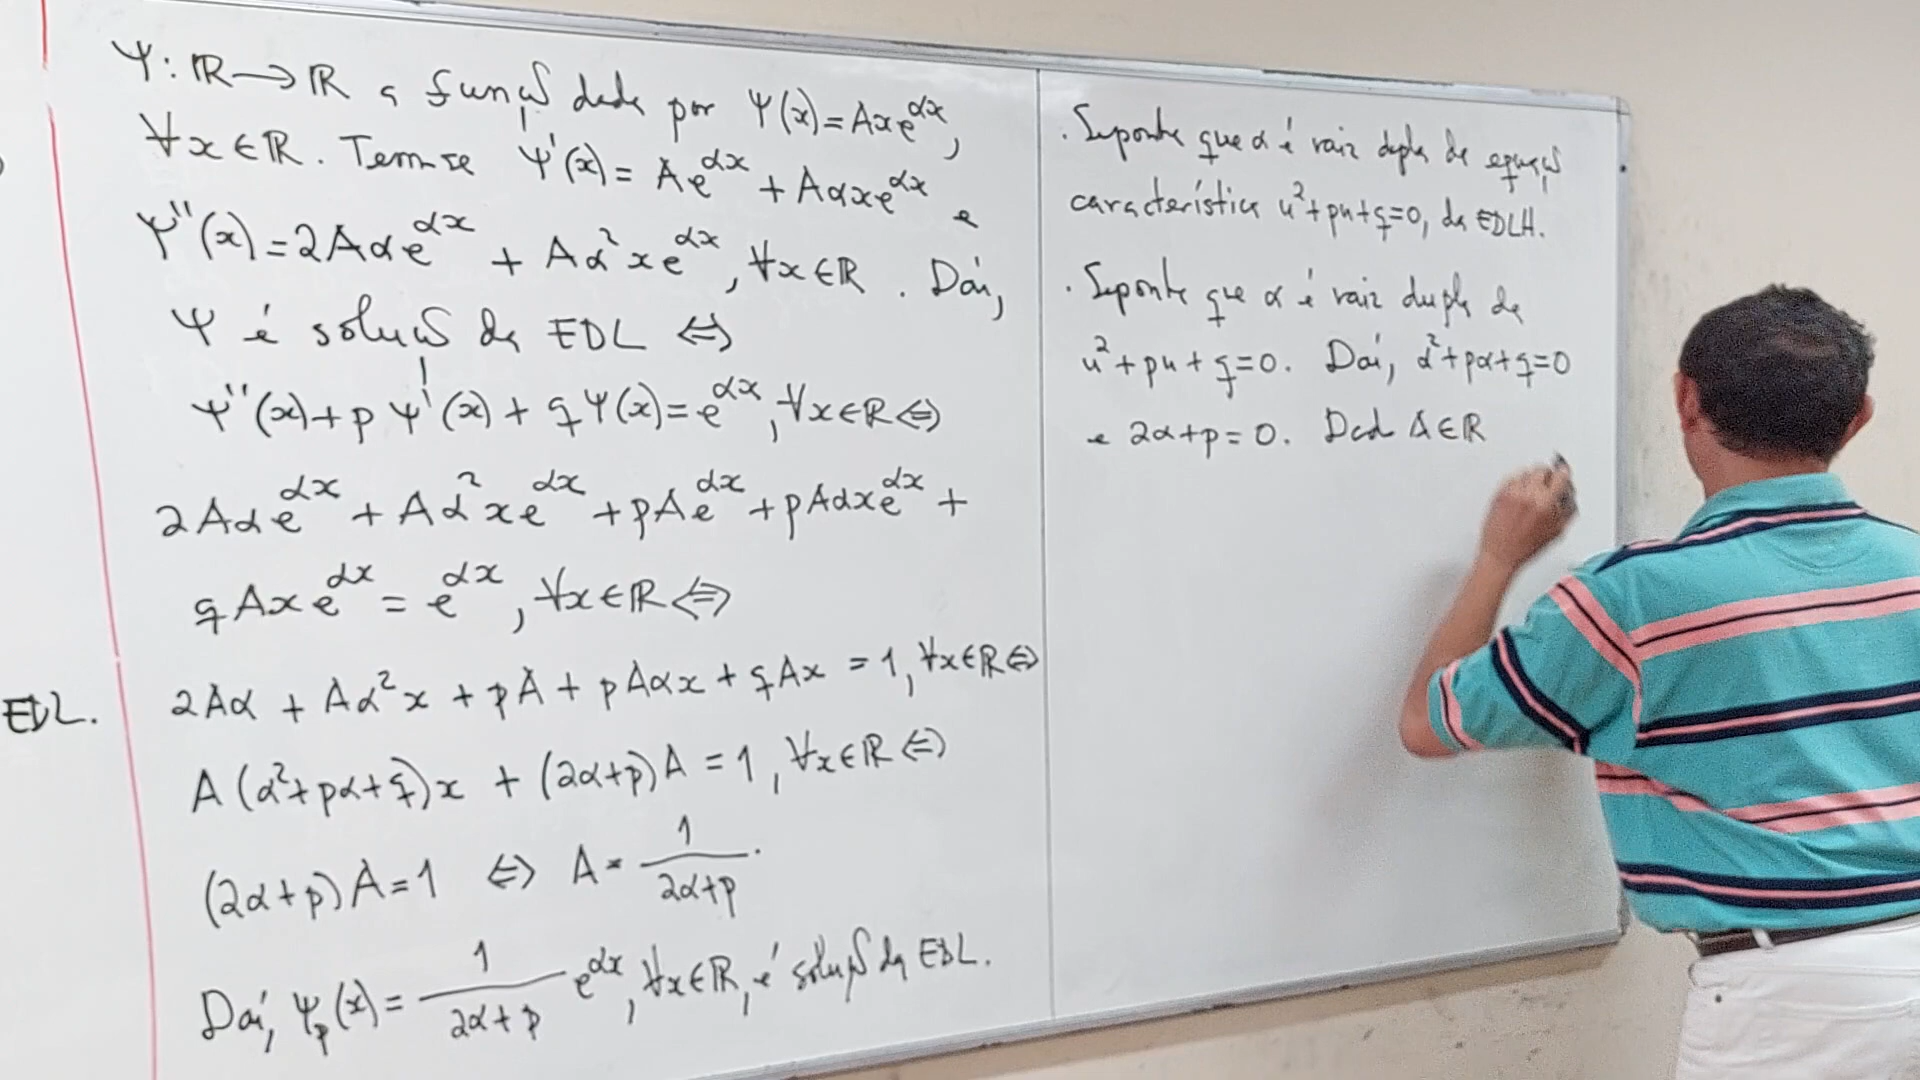 Ψ: ℝ → ℝ a função dada por Ψ(x) = Axe^{αx},
∀x ∈ ℝ. Tem-se Ψ'(x) = Ae^{αx} + Aαxe^{αx} e
Ψ''(x) = 2Aαe^{αx} + Aα²xe^{αx}, ∀x ∈ ℝ. Daí,
Ψ é solução da EDL ⇔
Ψ''(x) + pΨ'(x) + qΨ(x) = e^{αx}, ∀x ∈ ℝ ⇔
2Aαe^{αx} + Aα²xe^{αx} + pAe^{αx} + pAαxe^{αx} +
qAxe^{αx} = e^{αx}, ∀x ∈ ℝ ⇔
2Aα + Aα²x + pA + pAαx + qAx = 1, ∀x ∈ ℝ ⇔
A(α² + pα + q)x + (2α + p)A = 1, ∀x ∈ ℝ ⇔
(2α + p)A = 1 ⇔ A = 1/(2α + p).
Daí, Ψ_p(x) = 1/(2α + p) e^{αx}, ∀x ∈ ℝ, é solução da EDL.
EDL.
. Suponha que α é raiz dupla da equação
característica u² + pu + q = 0, da EDLH.
. Suponha que α é raiz dupla de
u² + pu + q = 0. Daí, α² + pα + q = 0
e 2α + p = 0. Dado A ∈ ℝ